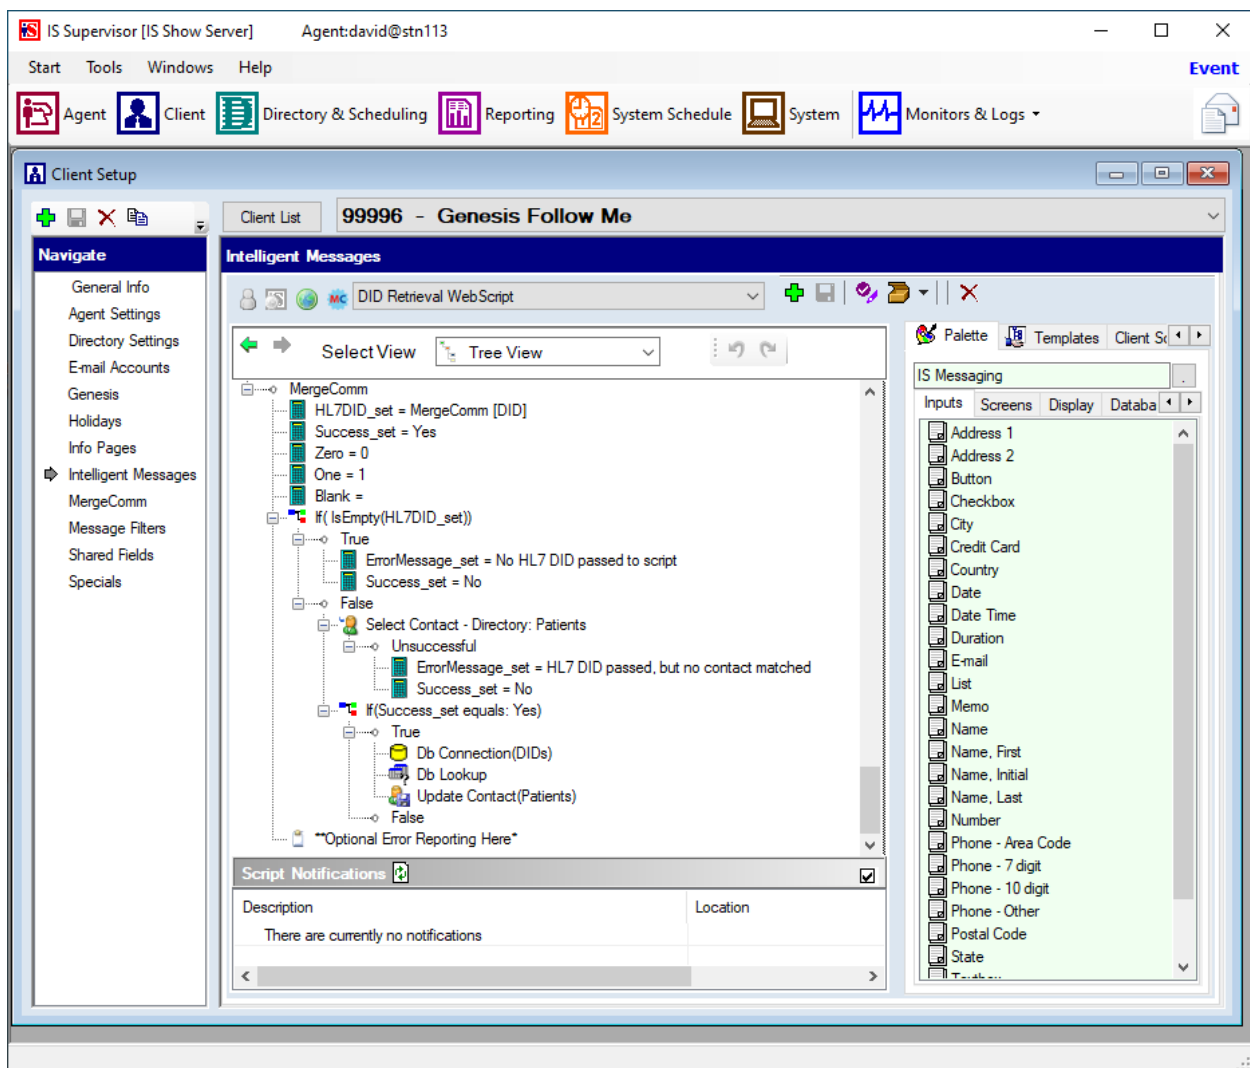 IS Supervisor [IS Show Server] Agent:david@stn113
Start Tools Windows Help Event
Agent Client Directory & Scheduling Reporting System Schedule System Monitors & Logs
Client Setup
Client List 99996 - Genesis Follow Me
Navigate
General Info
Agent Settings
Directory Settings
E-mail Accounts
Genesis
Holidays
Info Pages
Intelligent Messages
MergeComm
Message Filters
Shared Fields
Specials
Intelligent Messages
MC DID Retrieval WebScript
Select View Tree View
MergeComm
HL7DID_set = MergeComm [DID]
Success_set = Yes
Zero = 0
One = 1
Blank =
If( IsEmpty(HL7DID_set))
True
ErrorMessage_set = No HL7 DID passed to script
Success_set = No
False
Select Contact - Directory: Patients
Unsuccessful
ErrorMessage_set = HL7 DID passed, but no contact matched
Success_set = No
If(Success_set equals: Yes)
True
Db Connection(DIDs)
Db Lookup
Update Contact(Patients)
False
**Optional Error Reporting Here*
Script Notifications
Description Location
There are currently no notifications
Palette Templates Client Sc
IS Messaging .
Inputs Screens Display Databa
Address 1
Address 2
Button
Checkbox
City
Credit Card
Country
Date
Date Time
Duration
E-mail
List
Memo
Name
Name, First
Name, Initial
Name, Last
Number
Phone - Area Code
Phone - 7 digit
Phone - 10 digit
Phone - Other
Postal Code
State